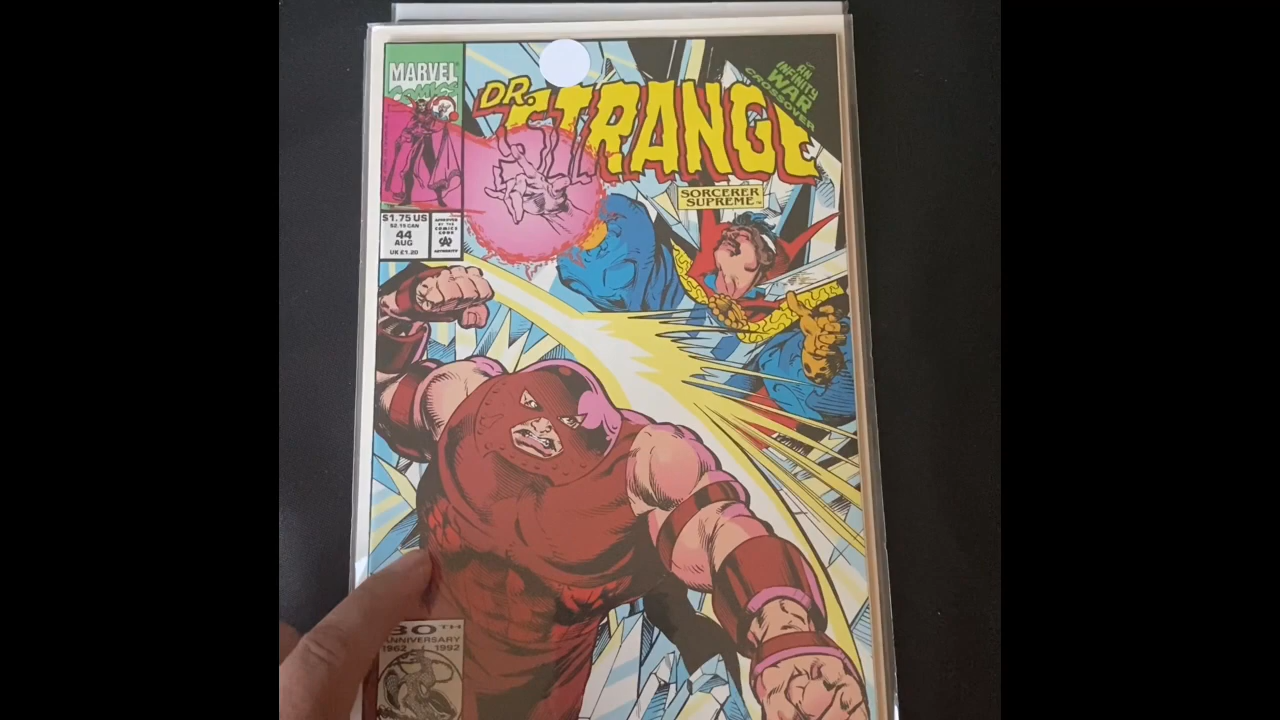 MARVEL
COMICS
DR. STRANGE
AN
INFINITY
WAR
CROSSOVER
SORCERER
SUPREME
$1.75 US
$2.15 CAN
44
AUG
UK £1.20
APPROVED
BY THE
COMICS
CODE
AUTHORITY
30TH
ANNIVERSARY
1962 1992